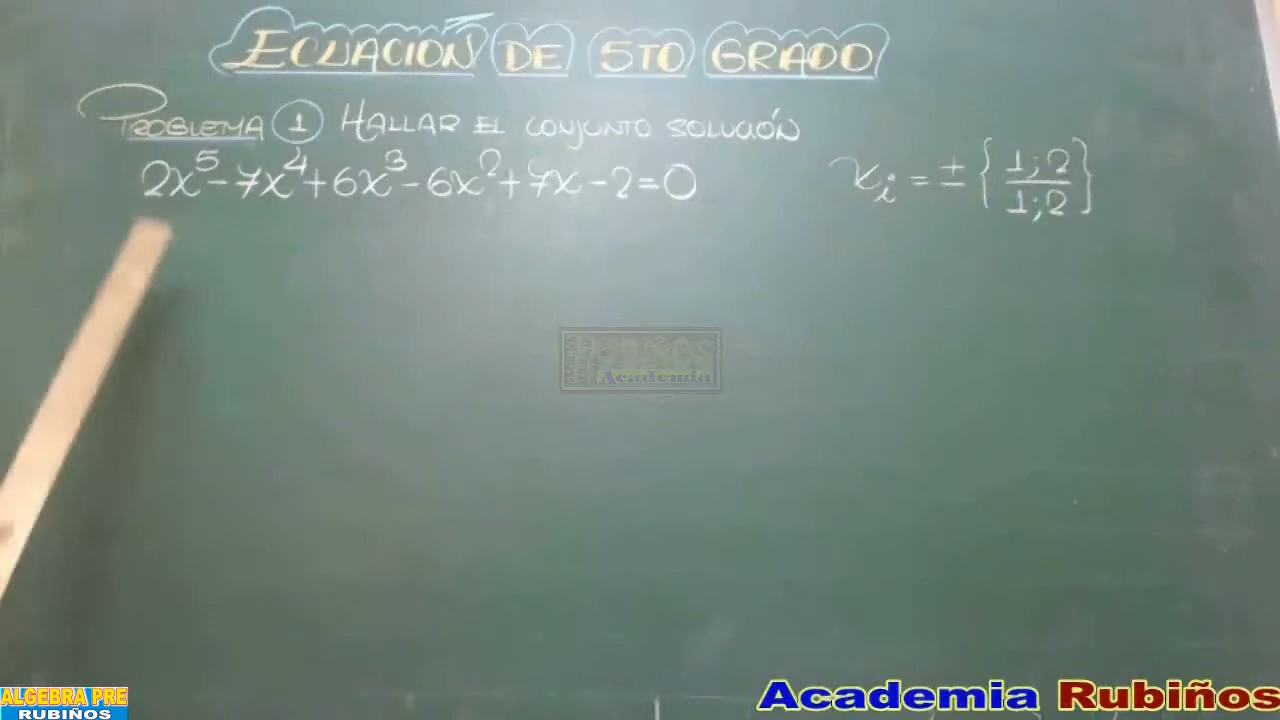 ECUACIÓN DE 5TO GRADO
PROBLEMA 1 HALLAR EL CONJUNTO SOLUCIÓN
2x⁵-7x⁴+6x³-6x²+7x-2=0
xᵢ = ± {1;2/1;2}
Academia
ALGEBRA PRE
RUBIÑOS
Academia Rubiños